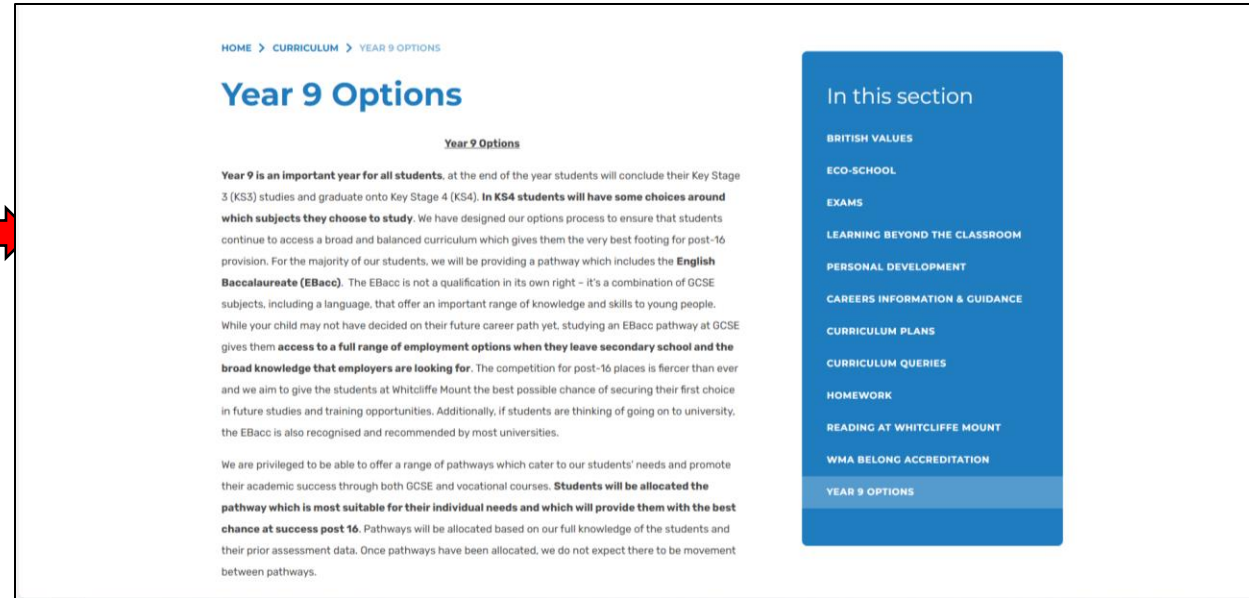 HOME > CURRICULUM > YEAR 9 OPTIONS
Year 9 Options
Year 9 Options
Year 9 is an important year for all students, at the end of the year students will conclude their Key Stage
3 (KS3) studies and graduate onto Key Stage 4 (KS4). In KS4 students will have some choices around
which subjects they choose to study. We have designed our options process to ensure that students
continue to access a broad and balanced curriculum which gives them the very best footing for post-16
provision. For the majority of our students, we will be providing a pathway which includes the English
Baccalaureate (EBacc). The EBacc is not a qualification in its own right – it's a combination of GCSE
subjects, including a language, that offer an important range of knowledge and skills to young people.
While your child may not have decided on their future career path yet, studying an EBacc pathway at GCSE
gives them access to a full range of employment options when they leave secondary school and the
broad knowledge that employers are looking for. The competition for post-16 places is fiercer than ever
and we aim to give the students at Whitcliffe Mount the best possible chance of securing their first choice
in future studies and training opportunities. Additionally, if students are thinking of going on to university,
the EBacc is also recognised and recommended by most universities.
We are privileged to be able to offer a range of pathways which cater to our students' needs and promote
their academic success through both GCSE and vocational courses. Students will be allocated the
pathway which is most suitable for their individual needs and which will provide them with the best
chance at success post 16. Pathways will be allocated based on our full knowledge of the students and
their prior assessment data. Once pathways have been allocated, we do not expect there to be movement
between pathways.
In this section
BRITISH VALUES
ECO-SCHOOL
EXAMS
LEARNING BEYOND THE CLASSROOM
PERSONAL DEVELOPMENT
CAREERS INFORMATION & GUIDANCE
CURRICULUM PLANS
CURRICULUM QUERIES
HOMEWORK
READING AT WHITCLIFFE MOUNT
WMA BELONG ACCREDITATION
YEAR 9 OPTIONS